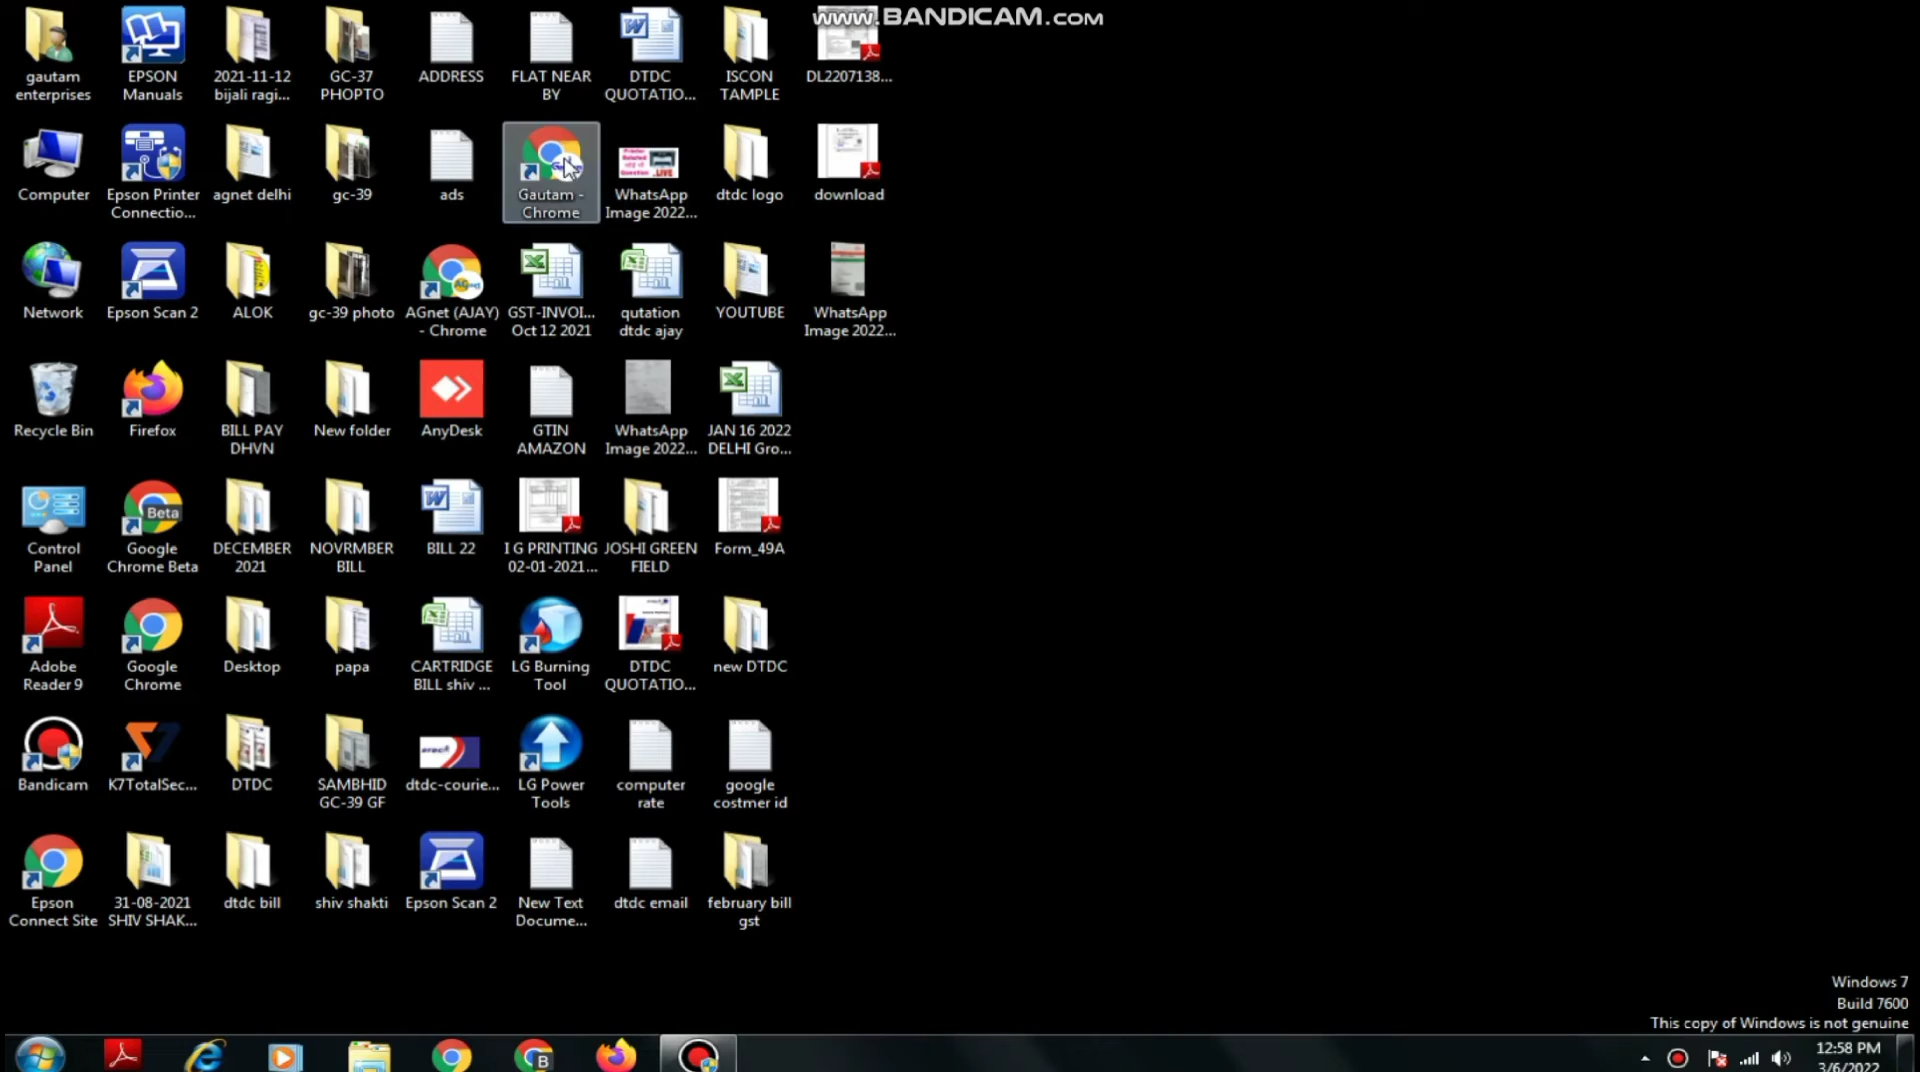 www.BANDICAM.COM
gautam
enterprises
EPSON
Manuals
2021-11-12
bijali ragi...
GC-37
PHOPTO
ADDRESS
FLAT NEAR
BY
DTDC
QUOTATIO...
ISCON
TAMPLE
DL2207138...
Computer
Epson Printer
Connectio...
agnet delhi
gc-39
ads
Gautam -
Chrome
WhatsApp
Image 2022...
dtdc logo
download
Network
Epson Scan 2
ALOK
gc-39 photo
AGnet (AJAY)
- Chrome
GST-INVOI...
Oct 12 2021
qutation
dtdc ajay
YOUTUBE
WhatsApp
Image 2022...
Recycle Bin
Firefox
BILL PAY
DHVN
New folder
AnyDesk
GTIN
AMAZON
WhatsApp
Image 2022...
JAN 16 2022
DELHI Gro...
Control
Panel
Beta
Google
Chrome Beta
DECEMBER
2021
NOVRMBER
BILL
BILL 22
I G PRINTING
02-01-2021...
JOSHI GREEN
FIELD
Form_49A
Adobe
Reader 9
Google
Chrome
Desktop
papa
CARTRIDGE
BILL shiv ...
LG Burning
Tool
DTDC
QUOTATIO...
new DTDC
Bandicam
K7TotalSec...
DTDC
SAMBHID
GC-39 GF
dtdc-courie...
LG Power
Tools
computer
rate
google
costmer id
Epson
Connect Site
31-08-2021
SHIV SHAK...
dtdc bill
shiv shakti
Epson Scan 2
New Text
Docume...
dtdc email
february bill
gst
Windows 7
Build 7600
This copy of Windows is not genuine
12:58 PM
3/6/2022